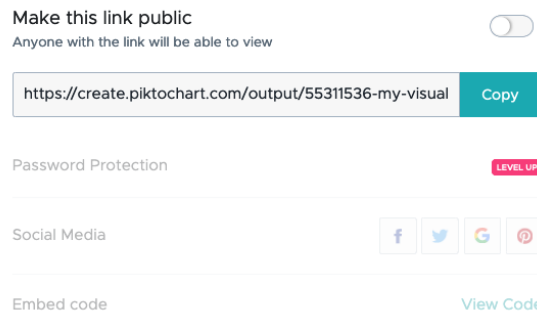 Make this link public
Anyone with the link will be able to view
https://create.piktochart.com/output/55311536-my-visual
Copy
Password Protection
LEVEL UP
Social Media
Embed code
View Code